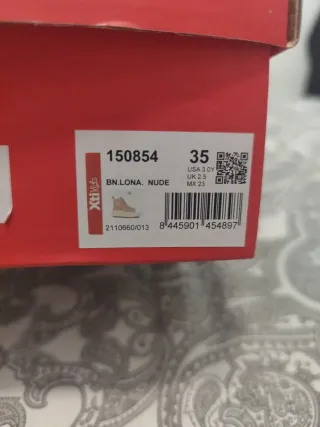 150854
35
USA 3.0Y
UK 2.5
MX 23
BN.LONA. NUDE
Xti Kids
2110660/013
8 445901 454897